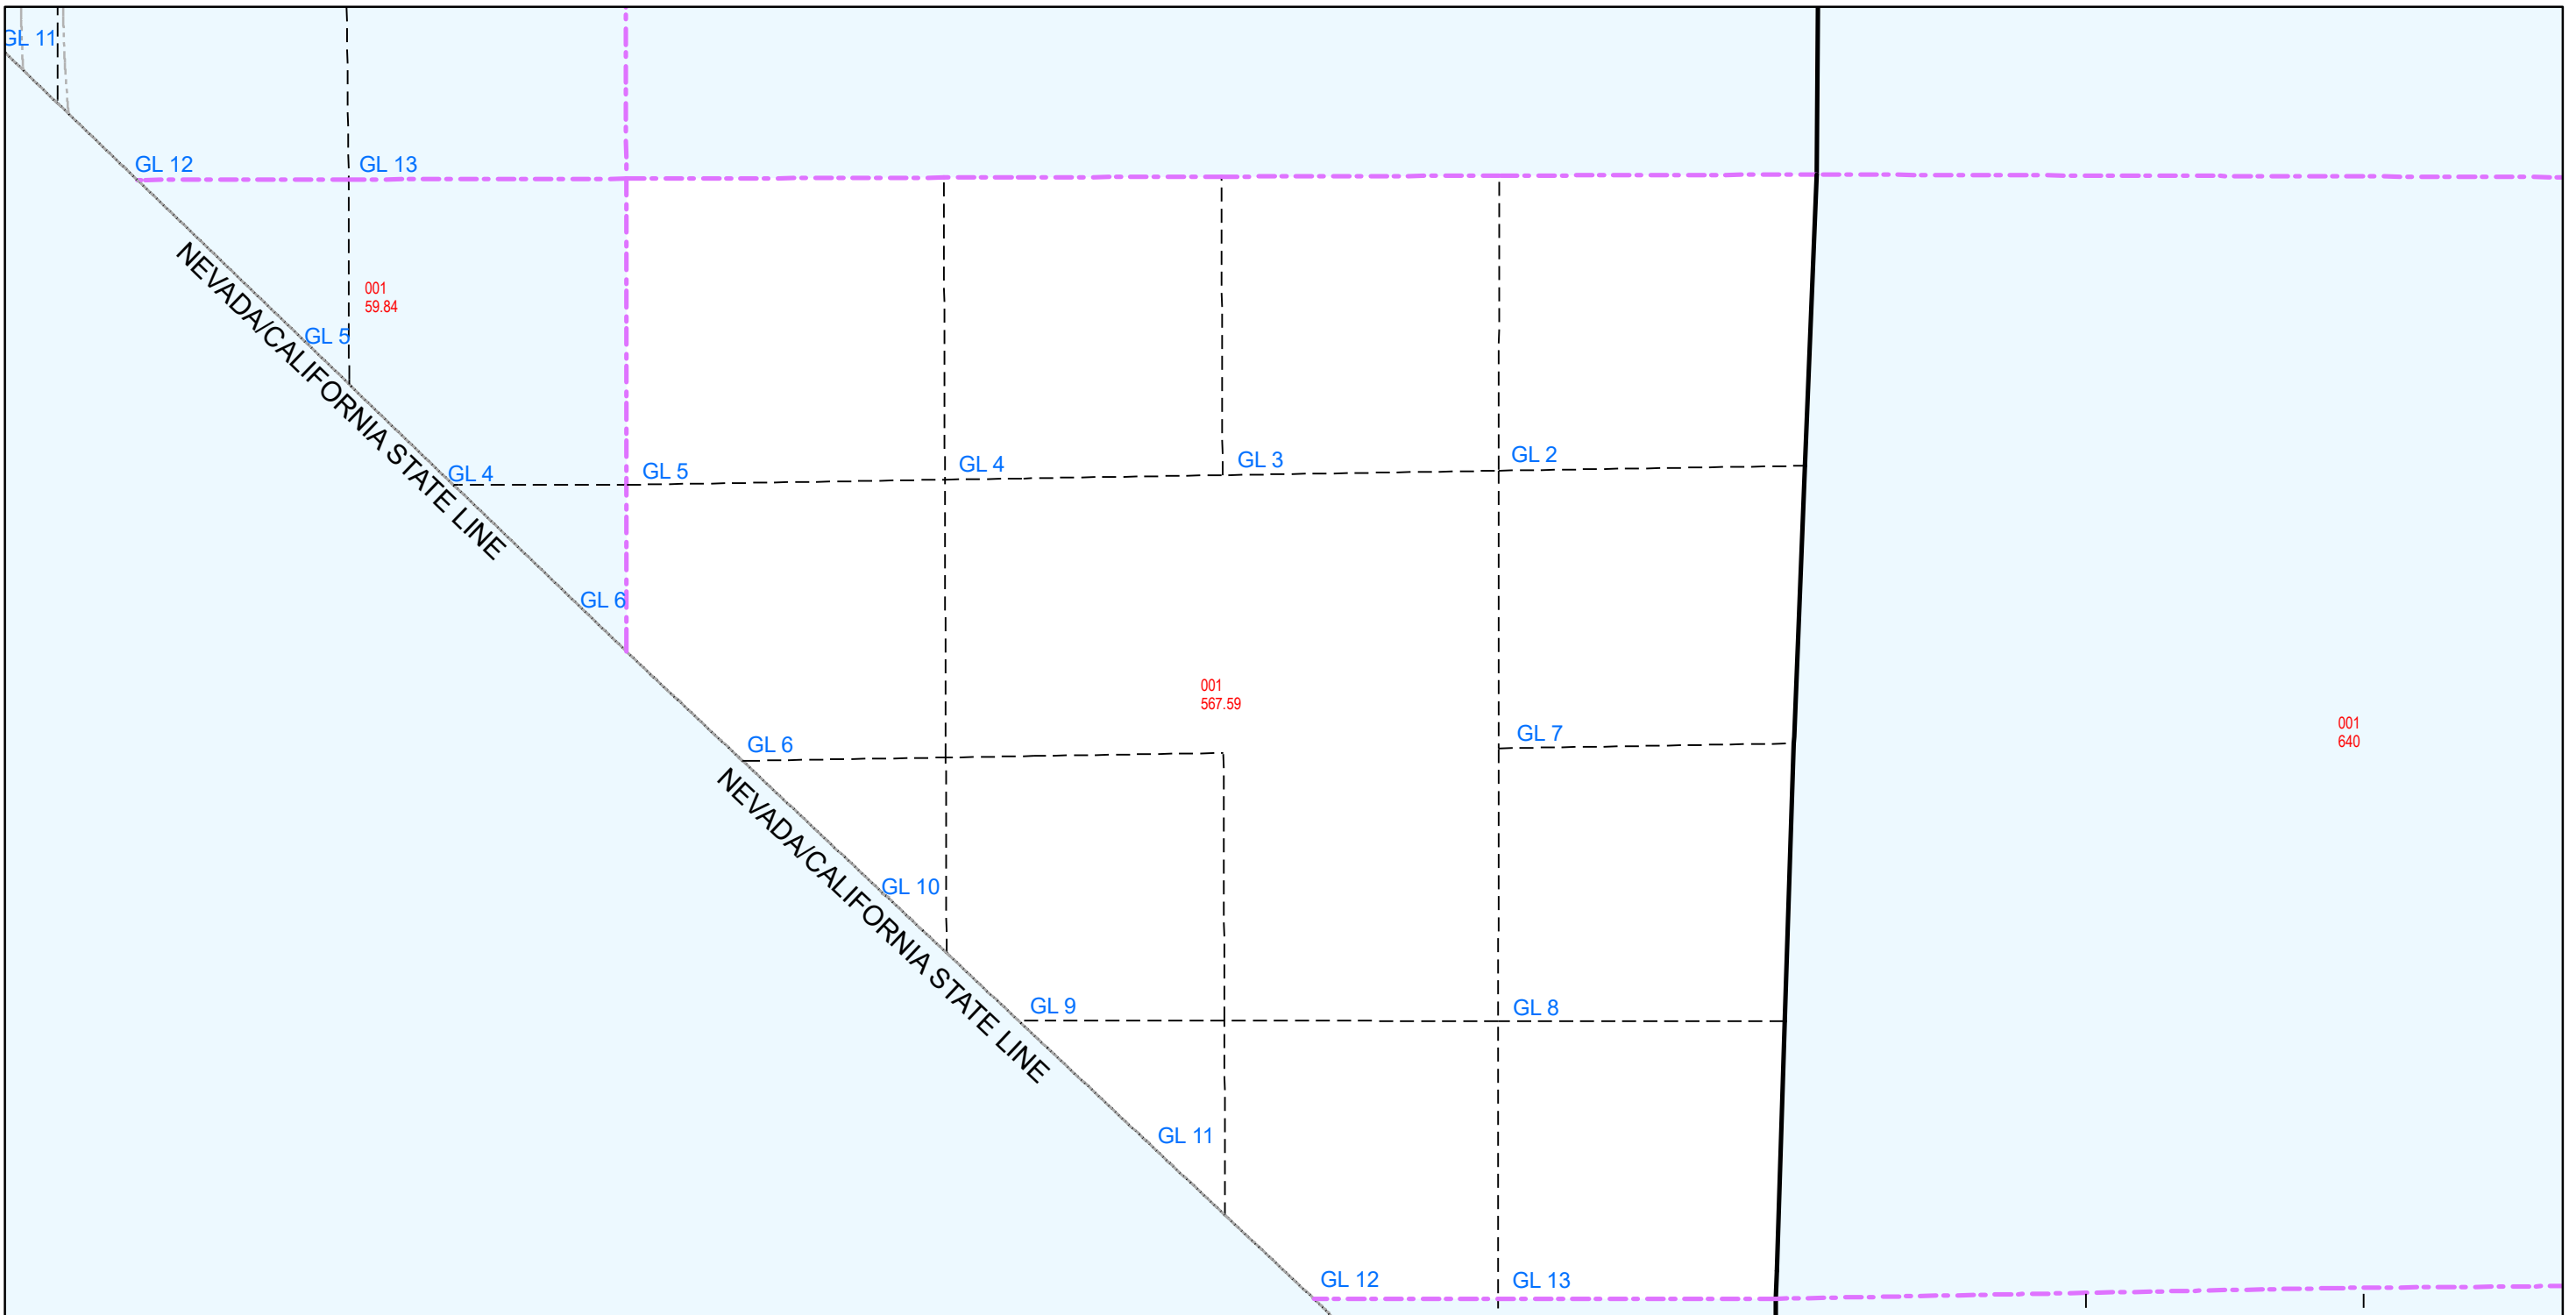 GL 11
GL 12
GL 13
NEVADA/CALIFORNIA STATE LINE
001
59.84
GL 5
GL 4
GL 5
GL 4
GL 3
GL 2
GL 6
001
567.59
001
640
GL 6
GL 7
NEVADA/CALIFORNIA STATE LINE
GL 10
GL 9
GL 8
GL 11
GL 12
GL 13